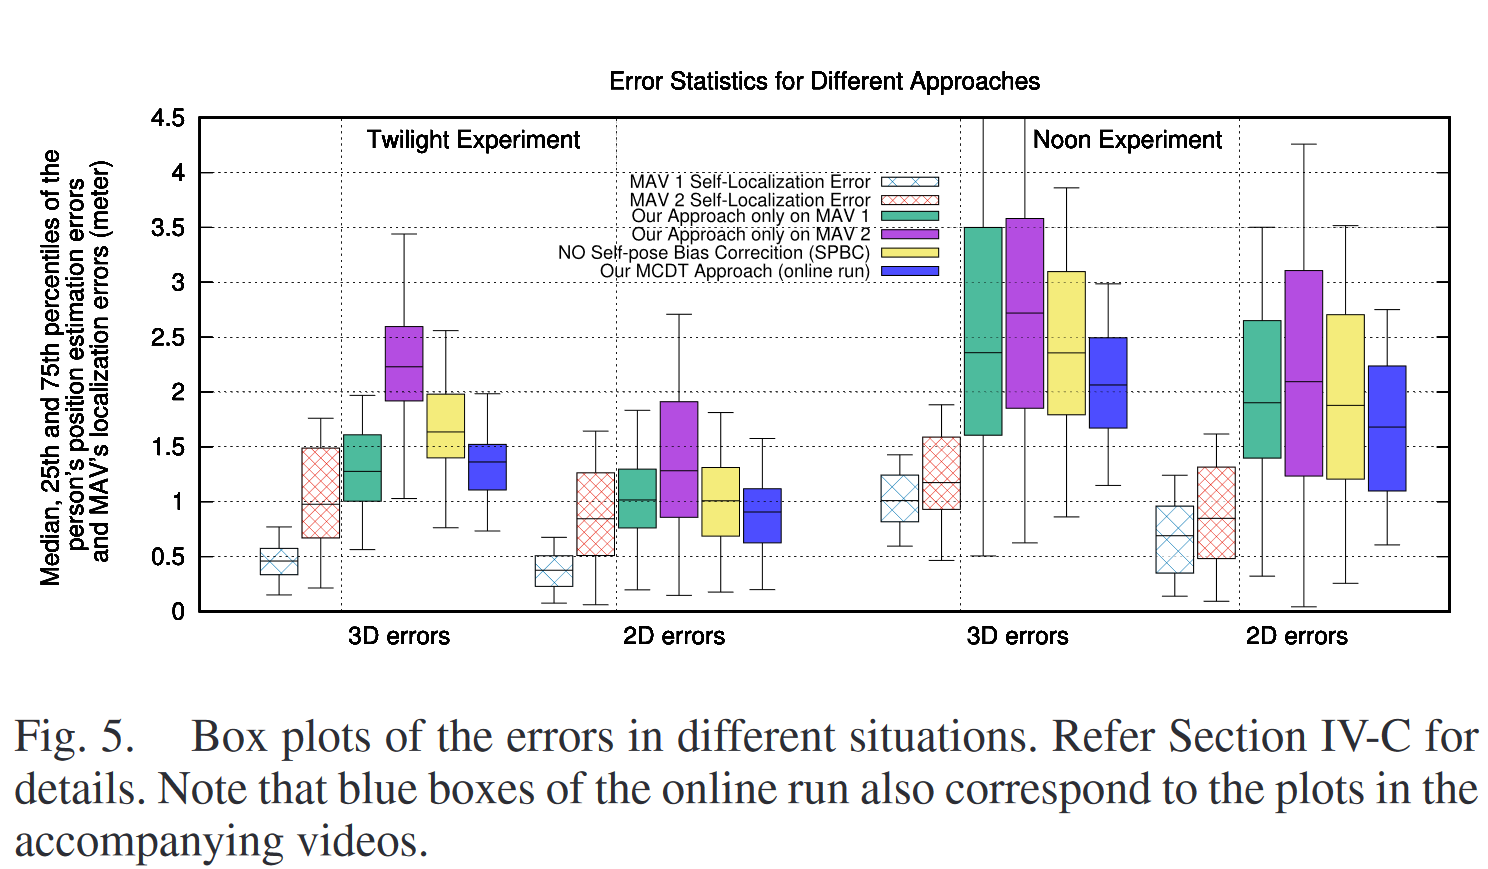 Error Statistics for Different Approaches
Median, 25th and 75th percentiles of the
person's position estimation errors
and MAV's localization errors (meter)
4.5
4
3.5
3
2.5
2
1.5
1
0.5
0
Twilight Experiment
Noon Experiment
MAV 1 Self-Localization Error
MAV 2 Self-Localization Error
Our Approach only on MAV 1
Our Approach only on MAV 2
NO Self-pose Bias Correcition (SPBC)
Our MCDT Approach (online run)
3D errors
2D errors
3D errors
2D errors
Fig. 5. Box plots of the errors in different situations. Refer Section IV-C for
details. Note that blue boxes of the online run also correspond to the plots in the
accompanying videos.